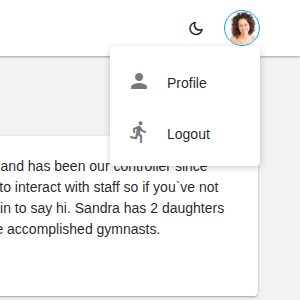 Profile
Logout
and has been our controller since
to interact with staff so if you`ve not
in to say hi. Sandra has 2 daughters
accomplished gymnasts.